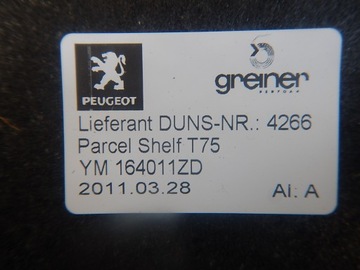 PEUGEOT
greiner
Lieferant DUNS-NR.: 4266
Parcel Shelf T75
YM 164011ZD
2011.03.28
AI: A